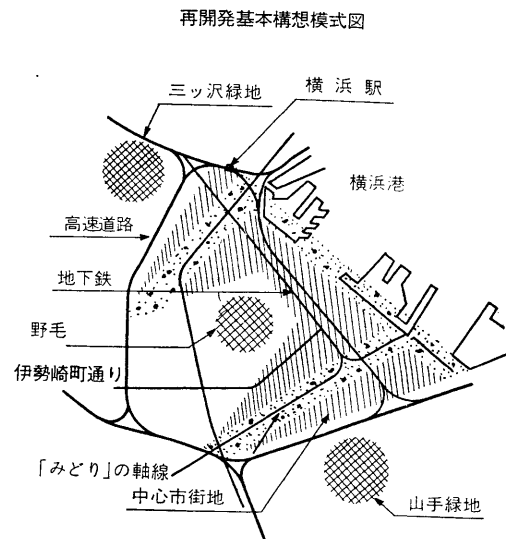 再開発基本構想模式図
三ッ沢緑地
横浜駅
横浜港
高速道路
地下鉄
野毛
伊勢崎町通り
「みどり」の軸線
中心市街地
山手緑地